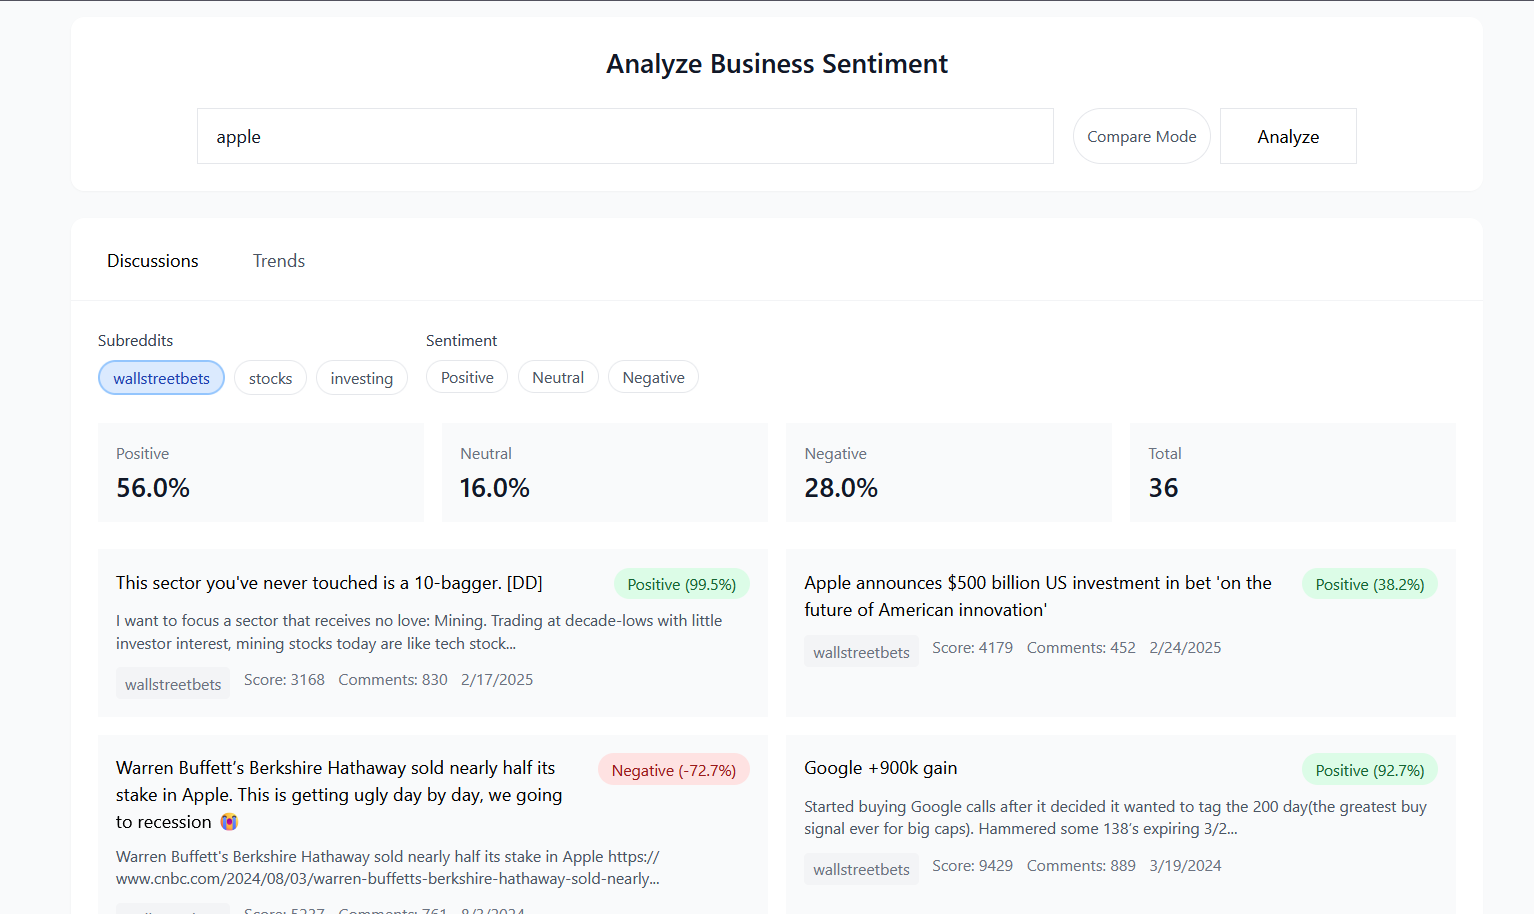 Analyze Business Sentiment
apple
Compare Mode
Analyze
Discussions
Trends
Subreddits
Sentiment
wallstreetbets
stocks
investing
Positive
Neutral
Negative
Positive
56.0%
Neutral
16.0%
Negative
28.0%
Total
36
This sector you've never touched is a 10-bagger. [DD]
Positive (99.5%)
I want to focus a sector that receives no love: Mining. Trading at decade-lows with little
investor interest, mining stocks today are like tech stock...
wallstreetbets
Score: 3168
Comments: 830
2/17/2025
Apple announces $500 billion US investment in bet 'on the
future of American innovation'
Positive (38.2%)
wallstreetbets
Score: 4179
Comments: 452
2/24/2025
Warren Buffett’s Berkshire Hathaway sold nearly half its
stake in Apple. This is getting ugly day by day, we going
to recession 😭
Negative (-72.7%)
Warren Buffett's Berkshire Hathaway sold nearly half its stake in Apple https://
www.cnbc.com/2024/08/03/warren-buffetts-berkshire-hathaway-sold-nearly...
Google +900k gain
Positive (92.7%)
Started buying Google calls after it decided it wanted to tag the 200 day(the greatest buy
signal ever for big caps). Hammered some 138’s expiring 3/2...
wallstreetbets
Score: 9429
Comments: 889
3/19/2024